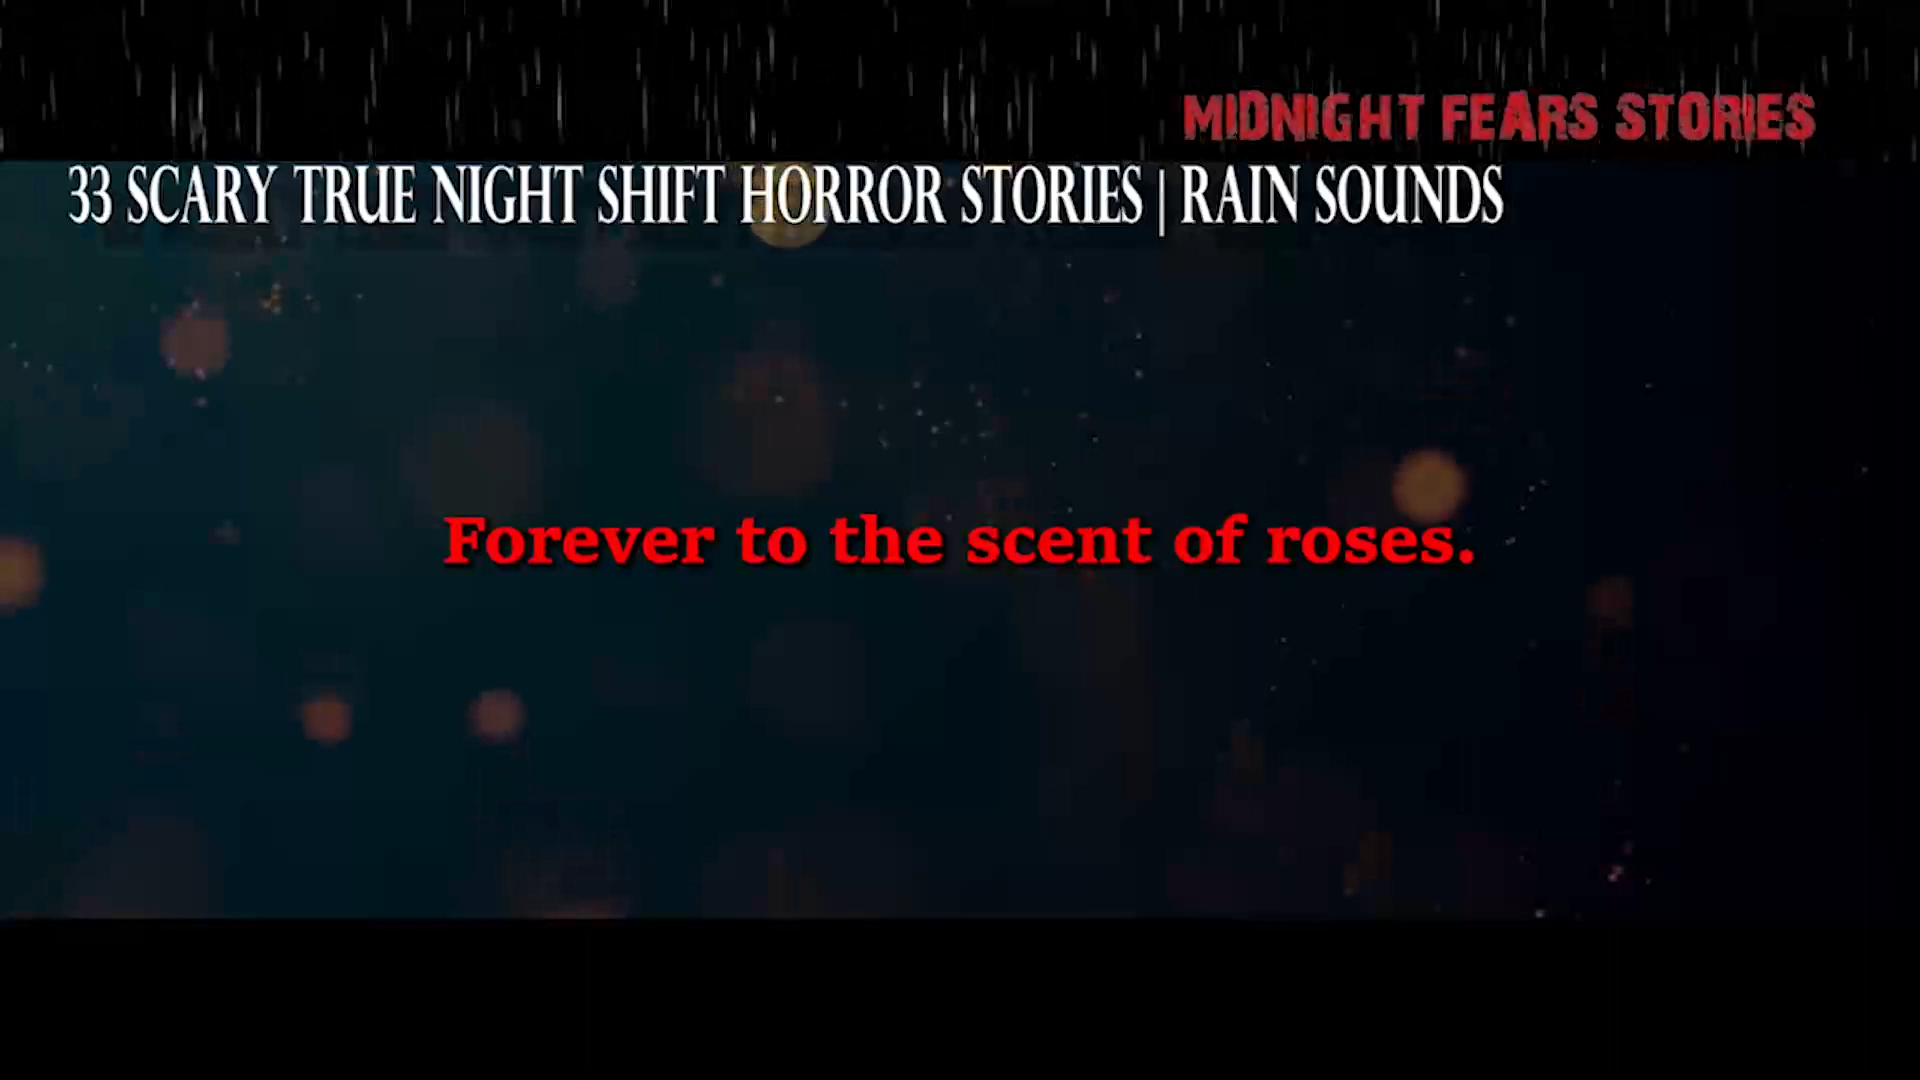 MIDNIGHT FEARS STORIES
33 SCARY TRUE NIGHT SHIFT HORROR STORIES | RAIN SOUNDS
Forever to the scent of roses.